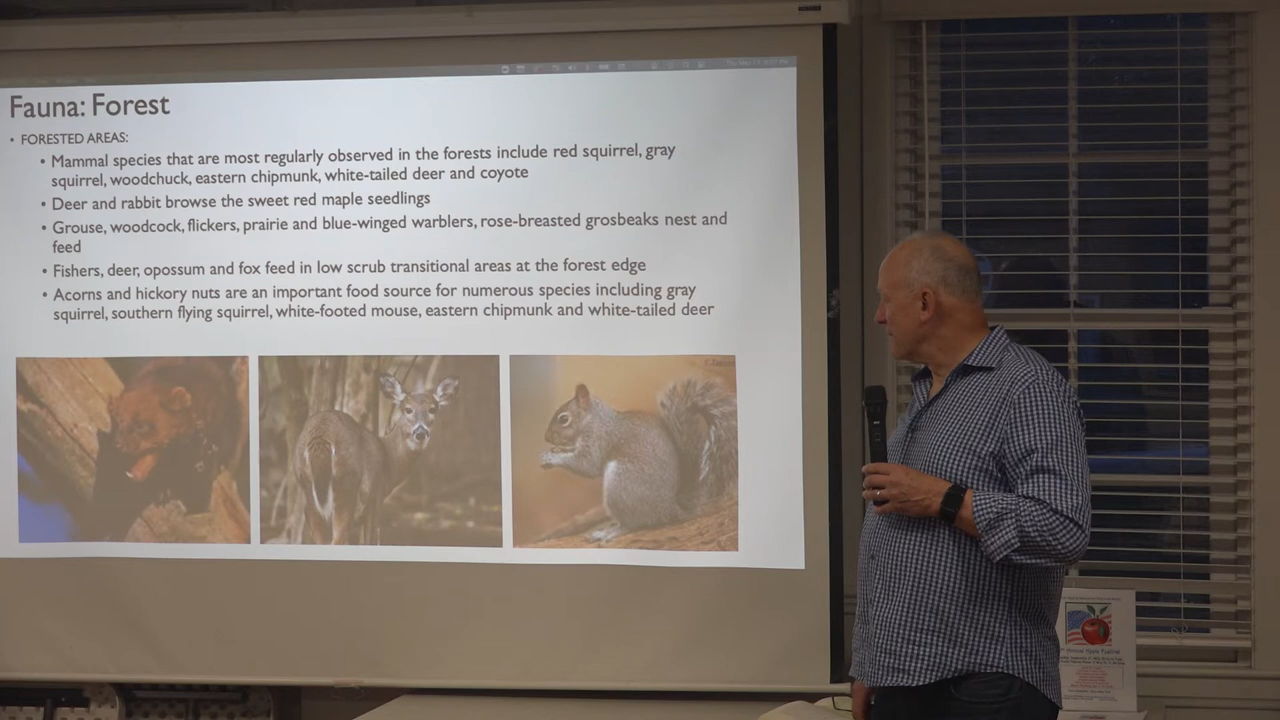 Fauna: Forest
• FORESTED AREAS:
• Mammal species that are most regularly observed in the forests include red squirrel, gray
squirrel, woodchuck, eastern chipmunk, white-tailed deer and coyote
• Deer and rabbit browse the sweet red maple seedlings
• Grouse, woodcock, flickers, prairie and blue-winged warblers, rose-breasted grosbeaks nest and
feed
• Fishers, deer, opossum and fox feed in low scrub transitional areas at the forest edge
• Acorns and hickory nuts are an important food source for numerous species including gray
squirrel, southern flying squirrel, white-footed mouse, eastern chipmunk and white-tailed deer
Apple Festival